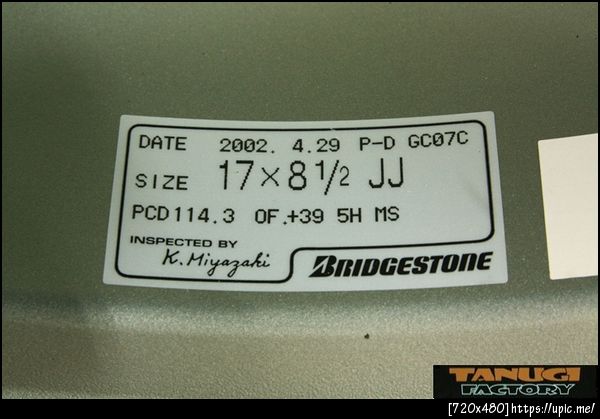 DATE 2002. 4.29 P-D GC07C
SIZE 17×8 1/2 JJ
PCD114.3 OF.+39 5H MS
INSPECTED BY
K. Miyazaki
BRIDGESTONE
TANUGI
FACTORY
[720x480]https://upic.me/